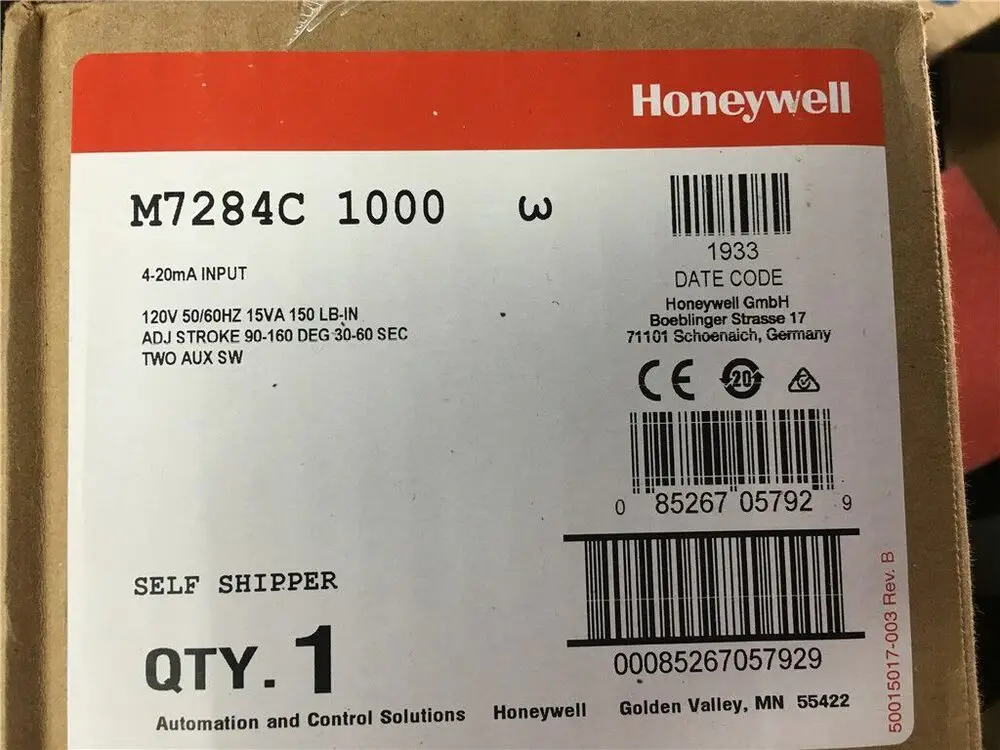 Honeywell
M7284C 1000 ω
4-20mA INPUT
120V 50/60HZ 15VA 150 LB-IN
ADJ STROKE 90-160 DEG 30-60 SEC
TWO AUX SW
1933
DATE CODE
Honeywell GmbH
Boeblinger Strasse 17
71101 Schoenaich, Germany
CE 20
0 85267 05792 9
SELF SHIPPER
00085267057929
QTY. 1
Automation and Control Solutions Honeywell Golden Valley, MN 55422
50015017-003 Rev. B